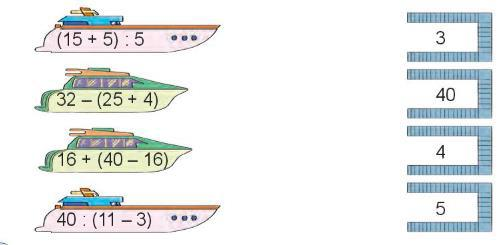 (15 + 5) : 5
3
32 – (25 + 4)
40
16 + (40 – 16)
4
40 : (11 – 3)
5